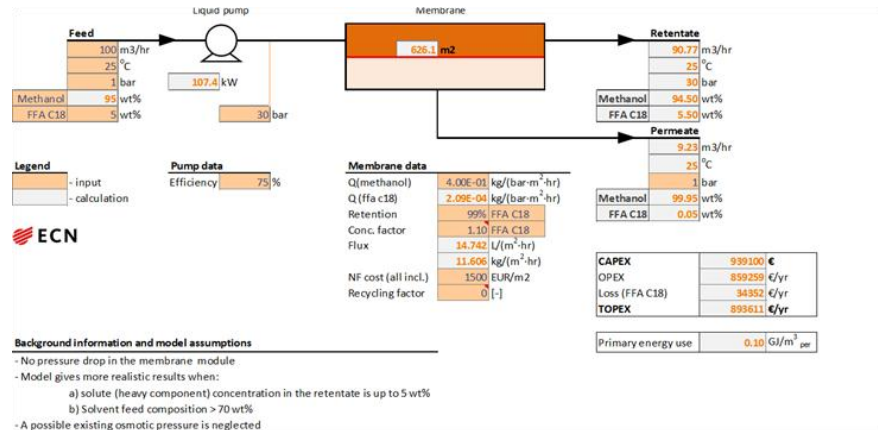 Liquid pump Membrane
Feed Retentate
100 m3/hr 90.77 m3/hr
626.1 m2
25 °C 25 °C
1 bar 107.4 kW 30 bar
Methanol 95 wt% Methanol 94.50 wt%
FFA C18 5 wt% 30 bar FFA C18 5.50 wt%
Permeate
9.23 m3/hr
25 °C
Legend Pump data Membrane data 1 bar
- input Efficiency 75 % Q(methanol) 4.00E-01 kg/(bar-m²-hr) Methanol 99.95 wt%
- calculation Q (ffa c18) 2.09E-04 kg/(bar-m²-hr) FFA C18 0.05 wt%
Retention 99% FFA C18
ECN Conc. factor 1.10 FFA C18
Flux 14.742 L/(m²·hr)
11.606 kg/(m²·hr) CAPEX 939100 €
NF cost (all incl.) 1500 EUR/m2 OPEX 859259 €/yr
Recycling factor 0 [-] Loss (FFA C18) 34352 €/yr
TOPEX 893611 €/yr
Background information and model assumptions Primary energy use 0.10 GJ/m³ per
- No pressure drop in the membrane module
- Model gives more realistic results when:
a) solute (heavy component) concentration in the retentate is up to 5 wt%
b) Solvent feed composition > 70 wt%
- A possible existing osmotic pressure is neglected